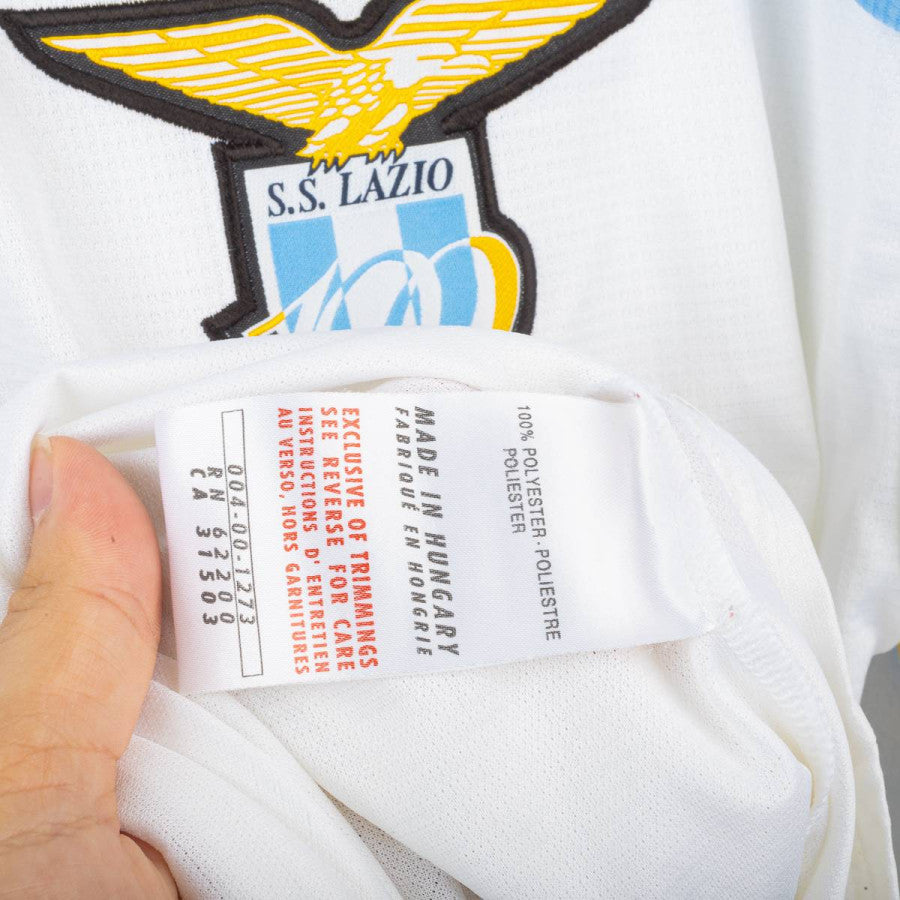 S.S. LAZIO
100
100% POLYESTER · POLIESTRE
POLIESTER
MADE IN HUNGARY
FABRIQUÉ EN HONGRIE
EXCLUSIVE OF TRIMMINGS
SEE REVERSE FOR CARE
INSTRUCTIONS D' ENTRETIEN
AU VERSO, HORS GARNITURES
004-00-1273
RN 62200
CA 31503